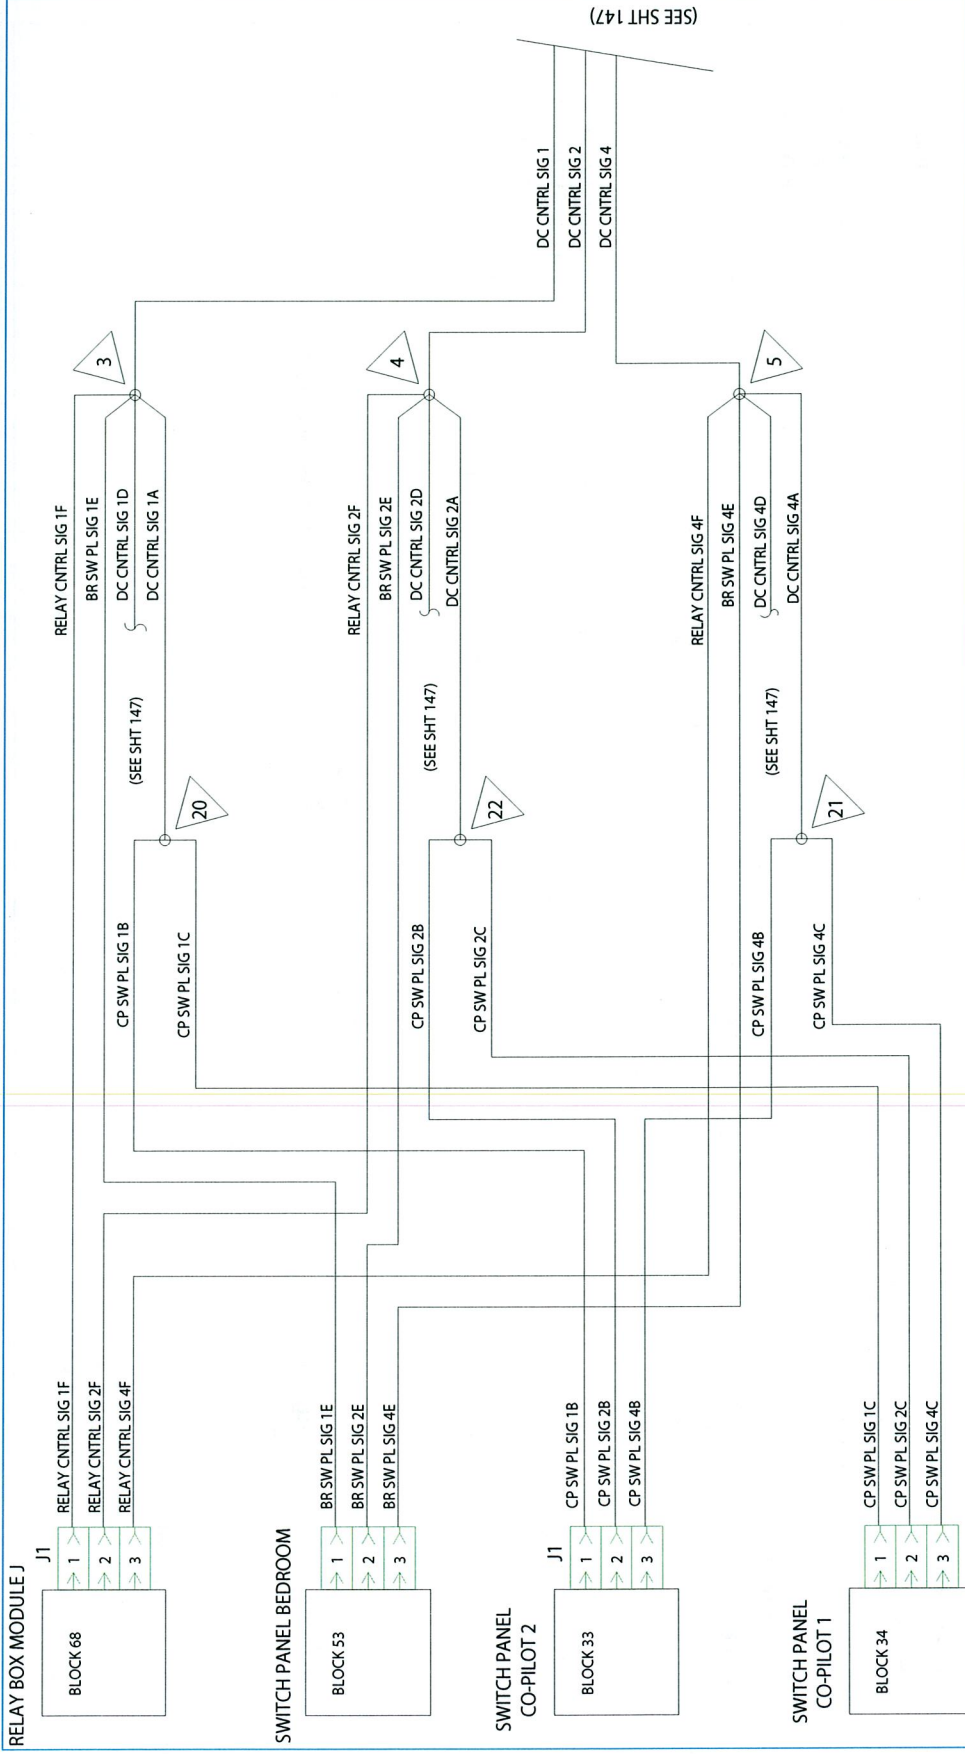 RELAY BOX MODULE J
J1
BLOCK 68
1
2
3
RELAY CNTRL SIG 1F
RELAY CNTRL SIG 2F
RELAY CNTRL SIG 4F
SWITCH PANEL BEDROOM
BLOCK 53
1
2
3
BR SW PL SIG 1E
BR SW PL SIG 2E
BR SW PL SIG 4E
SWITCH PANEL
CO-PILOT 2
J1
BLOCK 33
1
2
3
CP SW PL SIG 1B
CP SW PL SIG 2B
CP SW PL SIG 4B
SWITCH PANEL
CO-PILOT 1
BLOCK 34
1
2
3
CP SW PL SIG 1C
CP SW PL SIG 2C
CP SW PL SIG 4C
CP SW PL SIG 1B
CP SW PL SIG 1C
20
CP SW PL SIG 2B
CP SW PL SIG 2C
22
CP SW PL SIG 4B
CP SW PL SIG 4C
21
(SEE SHT 147)
(SEE SHT 147)
(SEE SHT 147)
RELAY CNTRL SIG 1F
BR SW PL SIG 1E
DC CNTRL SIG 1D
DC CNTRL SIG 1A
3
RELAY CNTRL SIG 2F
BR SW PL SIG 2E
DC CNTRL SIG 2D
DC CNTRL SIG 2A
4
RELAY CNTRL SIG 4F
BR SW PL SIG 4E
DC CNTRL SIG 4D
DC CNTRL SIG 4A
5
DC CNTRL SIG 1
DC CNTRL SIG 2
DC CNTRL SIG 4
(SEE SHT 147)